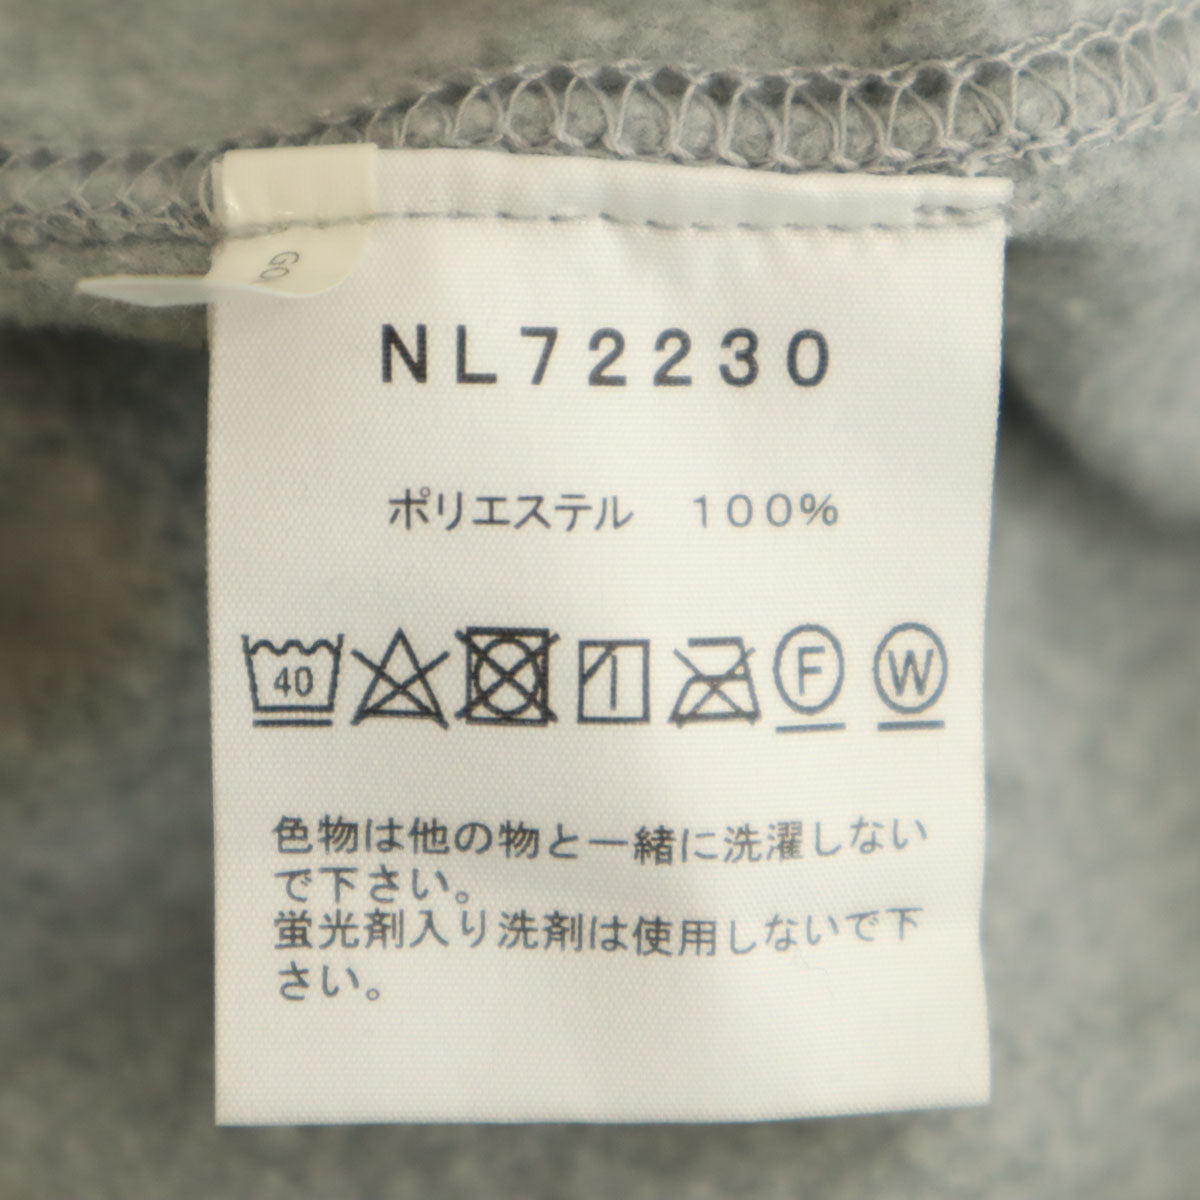 GO
NL72230
ポリエステル　100%
40 F W
色物は他の物と一緒に洗濯しない
で下さい。
蛍光剤入り洗剤は使用しないで下
さい。